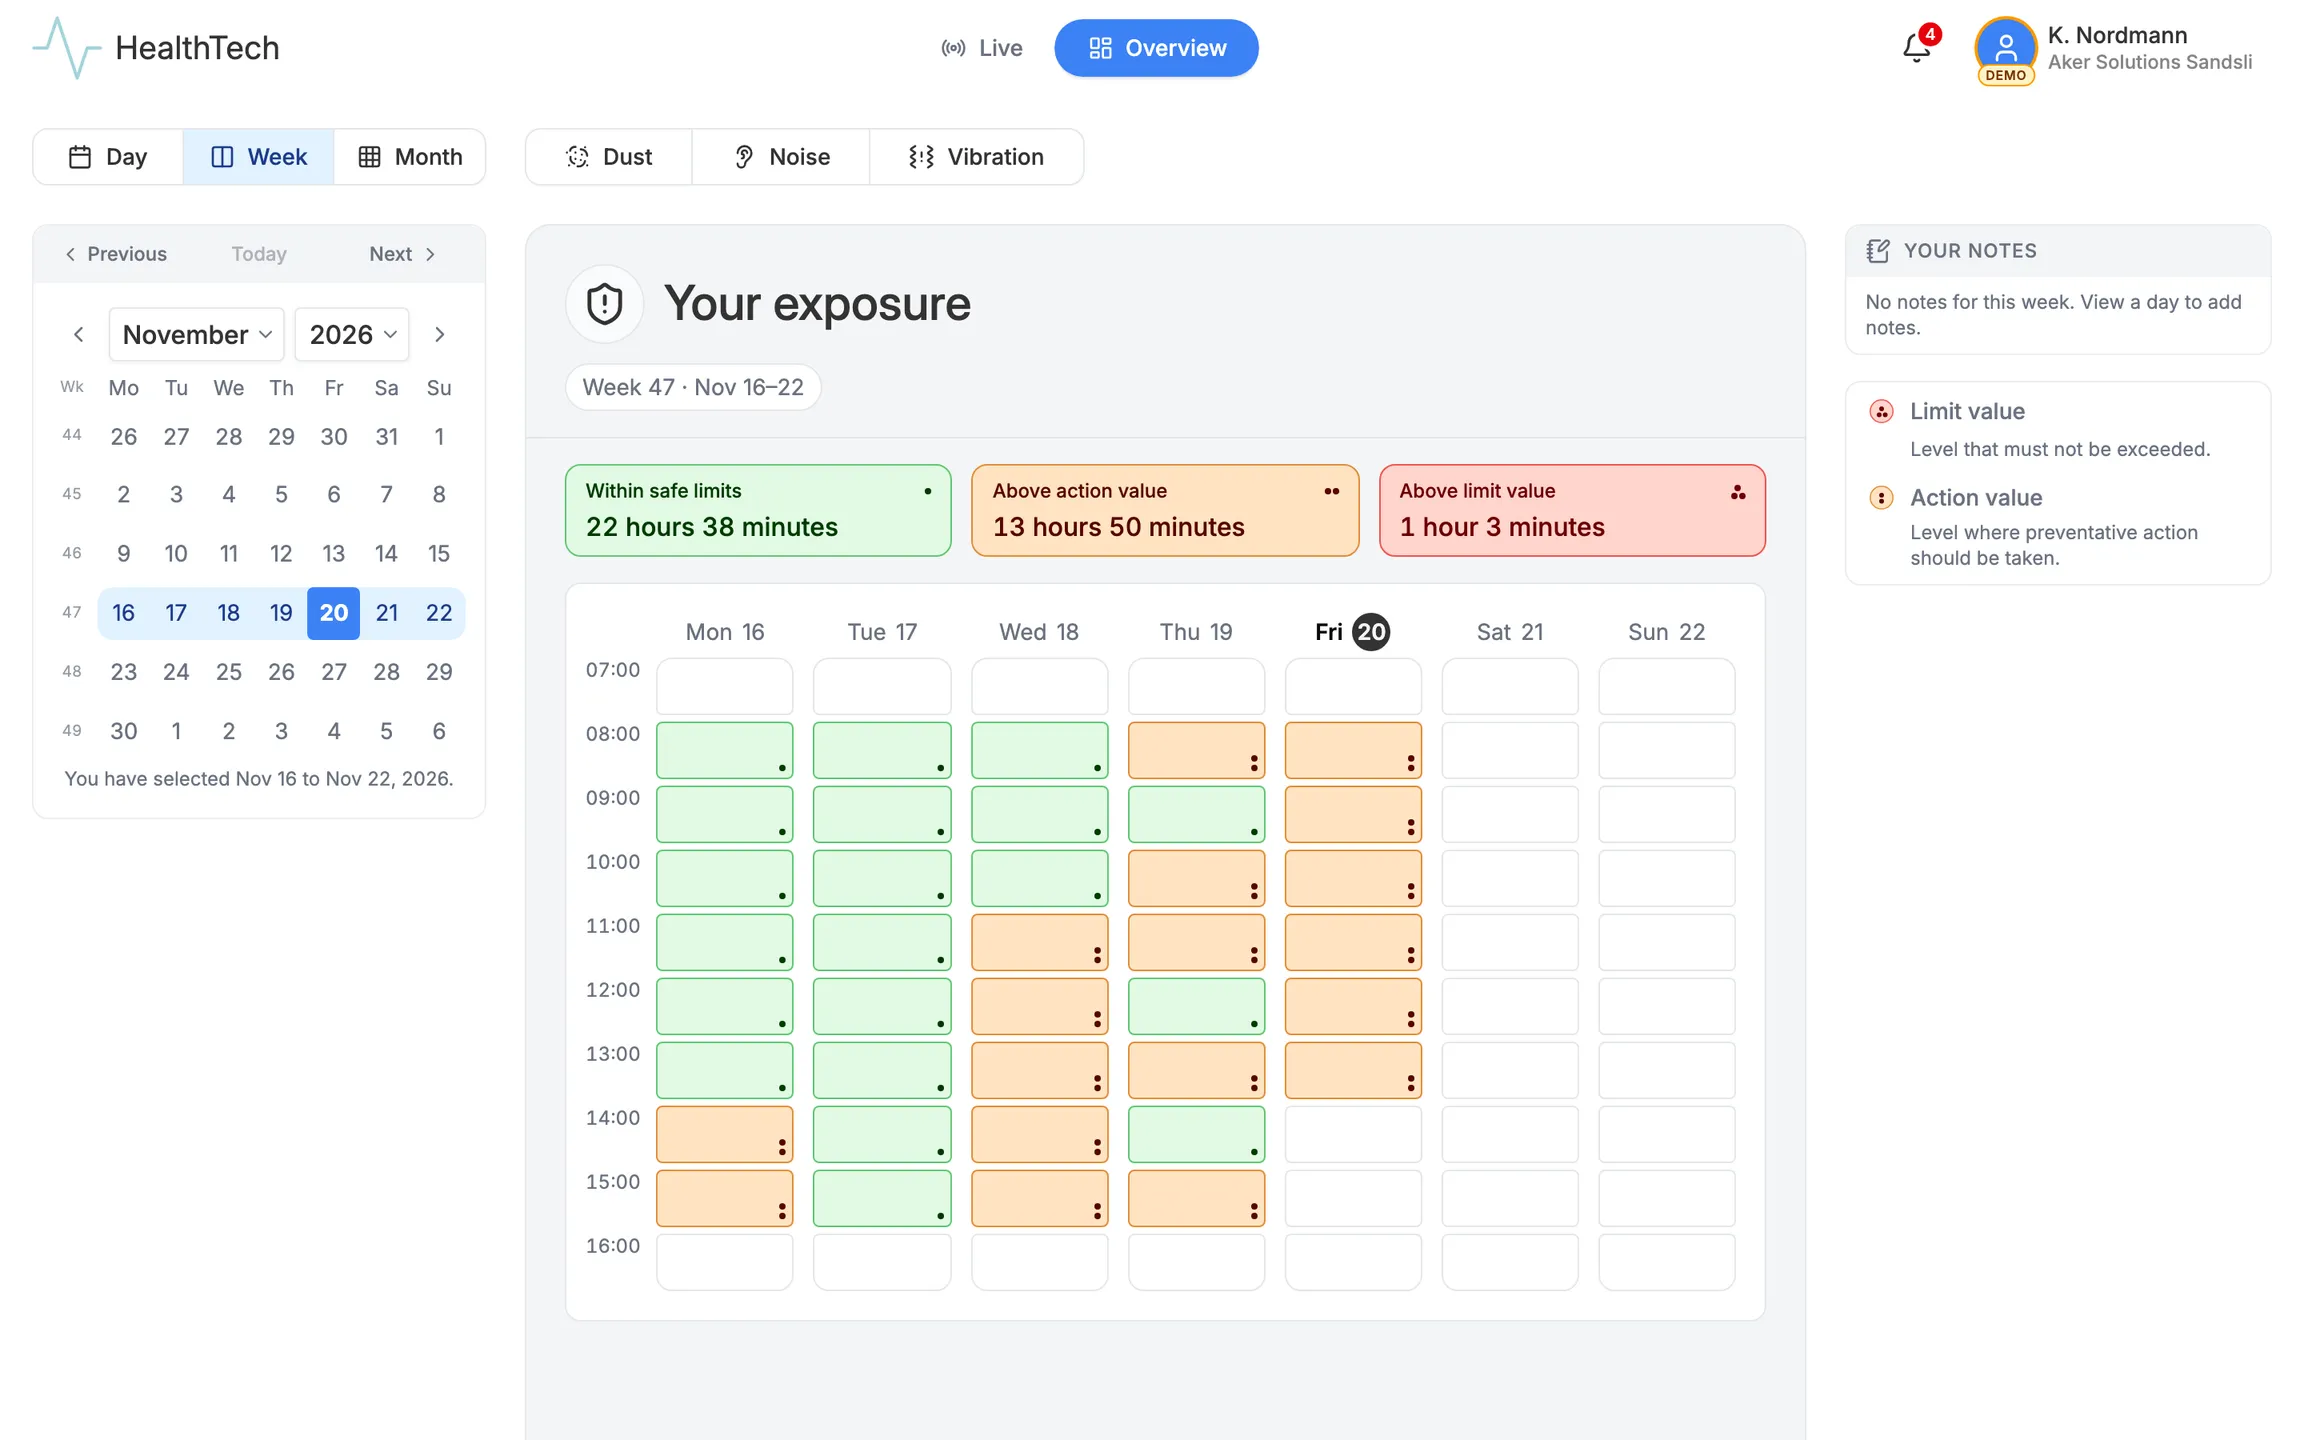 HealthTech
Live
Overview
4
K. Nordmann
Aker Solutions Sandsli
DEMO
Day
Week
Month
Dust
Noise
Vibration
Previous
Today
Next
November
2026
Wk Mo Tu We Th Fr Sa Su
44 26 27 28 29 30 31 1
45 2 3 4 5 6 7 8
46 9 10 11 12 13 14 15
47 16 17 18 19 20 21 22
48 23 24 25 26 27 28 29
49 30 1 2 3 4 5 6
You have selected Nov 16 to Nov 22, 2026.
Your exposure
Week 47 · Nov 16–22
Within safe limits
22 hours 38 minutes
Above action value
13 hours 50 minutes
Above limit value
1 hour 3 minutes
Mon 16 Tue 17 Wed 18 Thu 19 Fri 20 Sat 21 Sun 22
07:00
08:00
09:00
10:00
11:00
12:00
13:00
14:00
15:00
16:00
YOUR NOTES
No notes for this week. View a day to add
notes.
Limit value
Level that must not be exceeded.
Action value
Level where preventative action
should be taken.